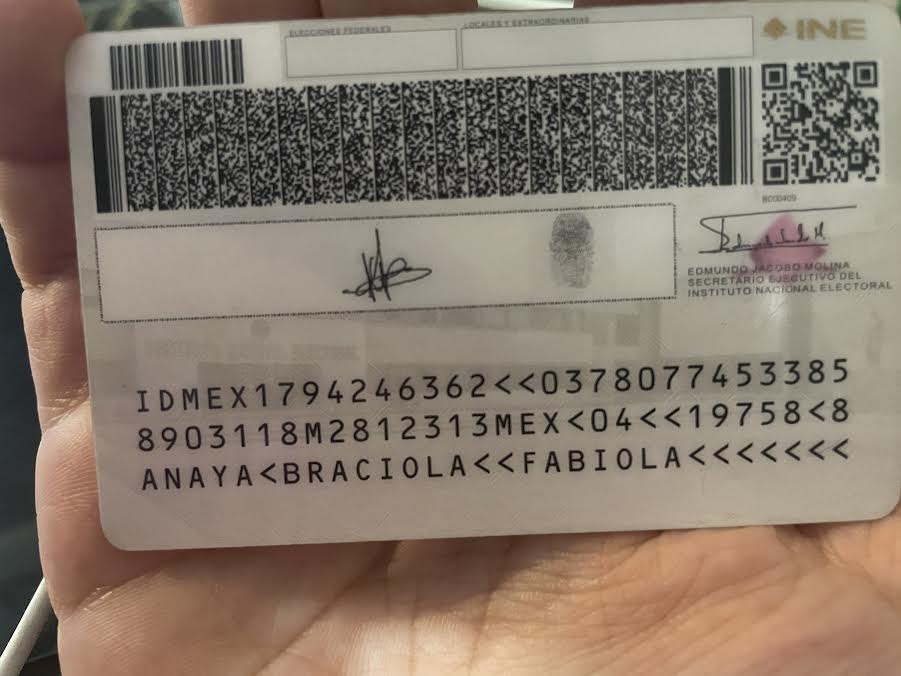 ELECCIONES FEDERALES
LOCALES Y EXTRAORDINARIAS
INE
EDMUNDO JACOBO MOLINA
SECRETARIO EJECUTIVO DEL
INSTITUTO NACIONAL ELECTORAL
IDMEX1794246362<<0378077453385
8903118M2812313MEX<04<<19758<8
ANAYA<BRACIOLA<<FABIOLA<<<<<<<